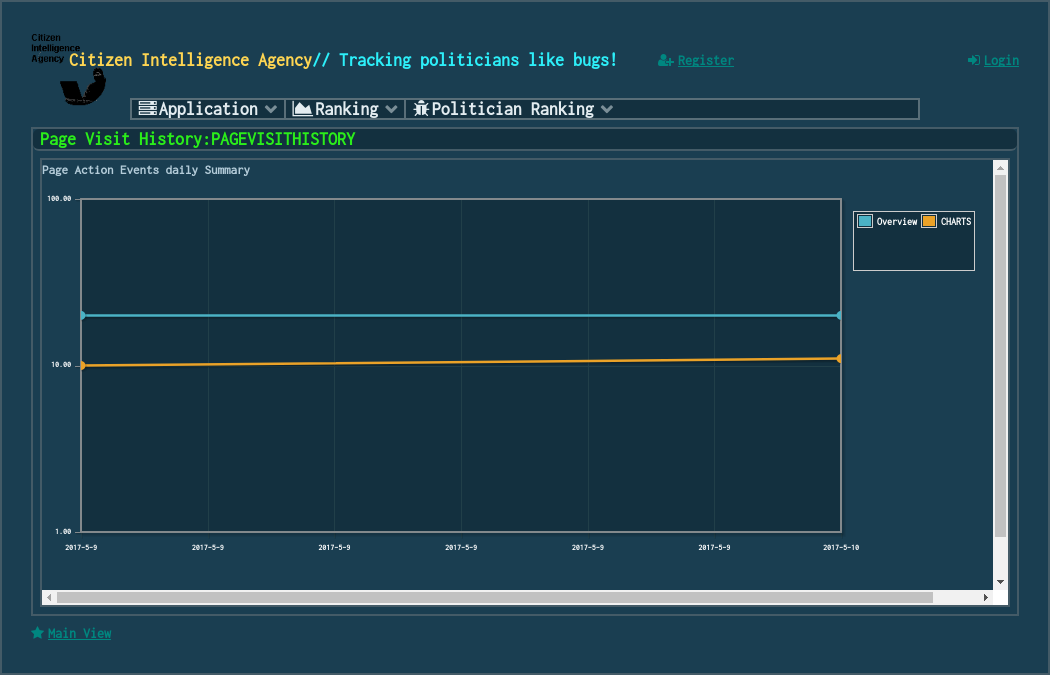 Citizen
Intelligence
Agency
Citizen Intelligence Agency// Tracking politicians like bugs!
Register
Login
Application
Ranking
Politician Ranking
Page Visit History:PAGEVISITHISTORY
Page Action Events daily Summary
100.00
10.00
1.00
Overview
CHARTS
2017-5-9
2017-5-9
2017-5-9
2017-5-9
2017-5-9
2017-5-9
2017-5-10
Main View